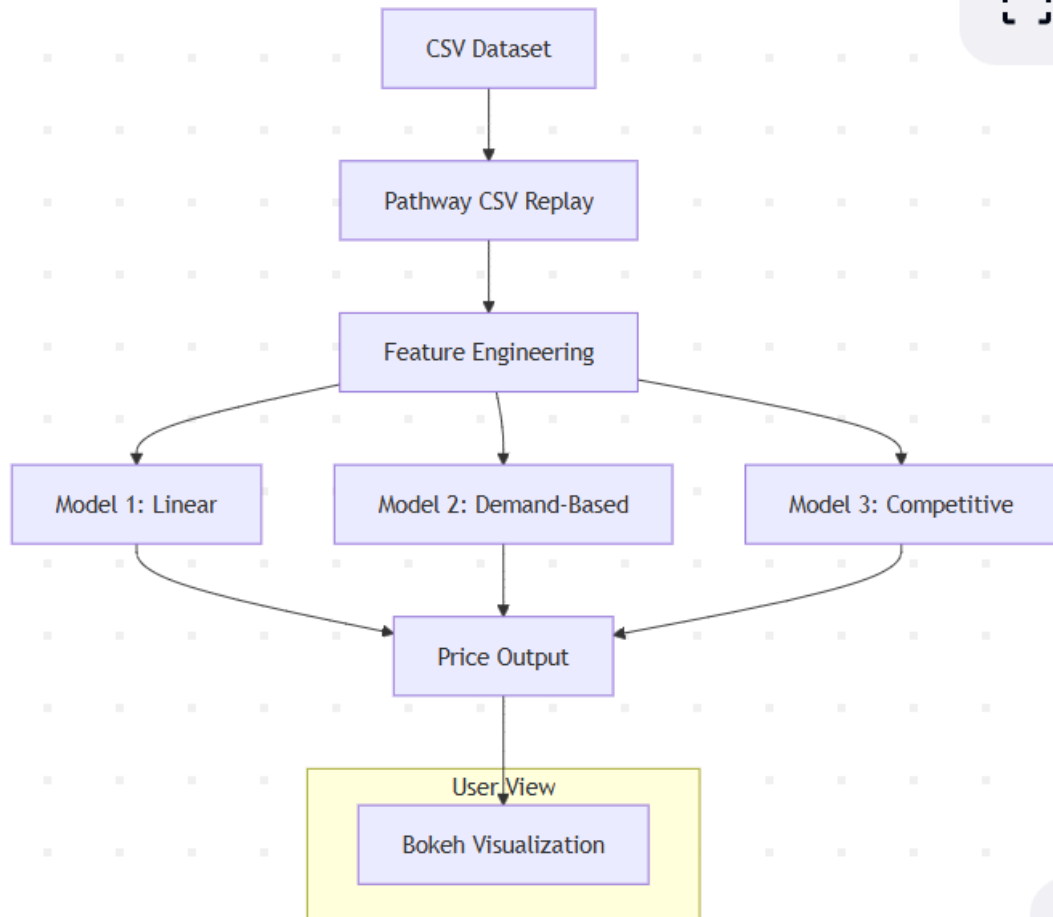 CSV Dataset
Pathway CSV Replay
Feature Engineering
Model 1: Linear
Model 2: Demand-Based
Model 3: Competitive
Price Output
User View
Bokeh Visualization